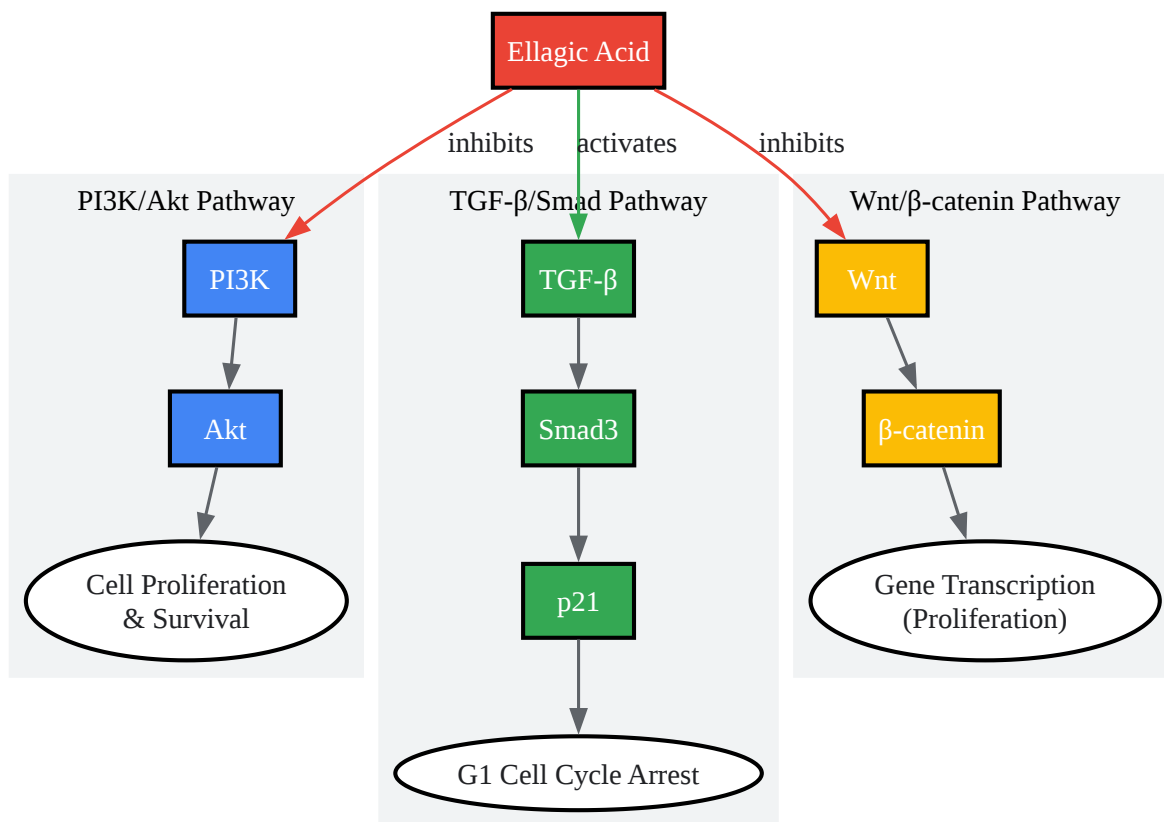 Ellagic Acid
inhibits
activates
inhibits
PI3K/Akt Pathway
TGF-β/Smad Pathway
Wnt/β-catenin Pathway
PI3K
TGF-β
Wnt
Akt
Smad3
β-catenin
Cell Proliferation
& Survival
p21
Gene Transcription
(Proliferation)
G1 Cell Cycle Arrest